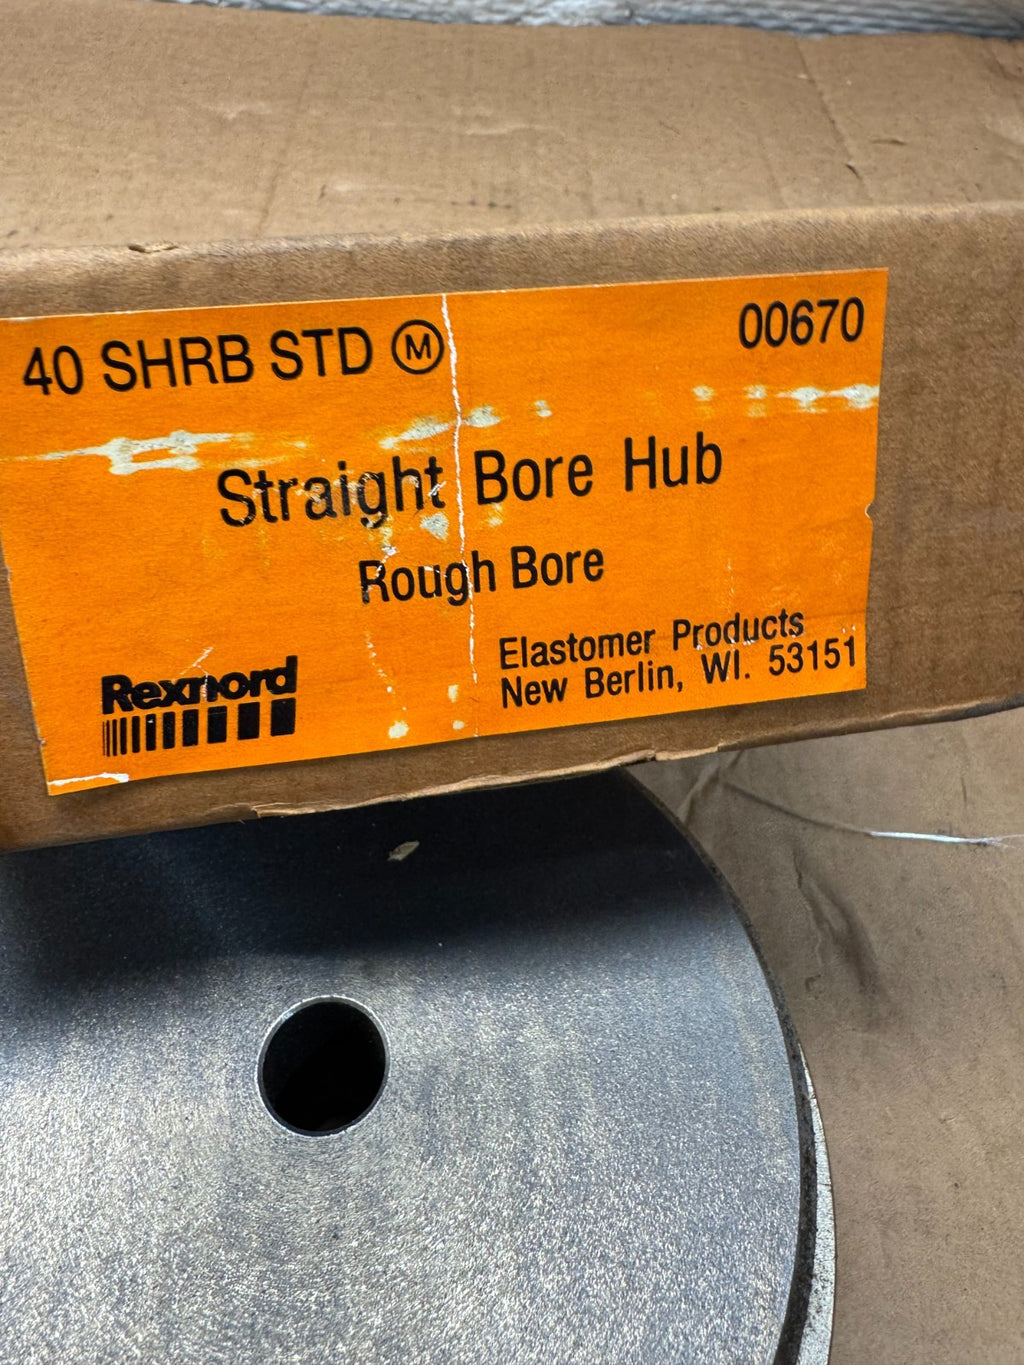 40 SHRB STD Ⓜ 00670
Straight Bore Hub
Rough Bore
Elastomer Products
New Berlin, WI. 53151
Rexnord